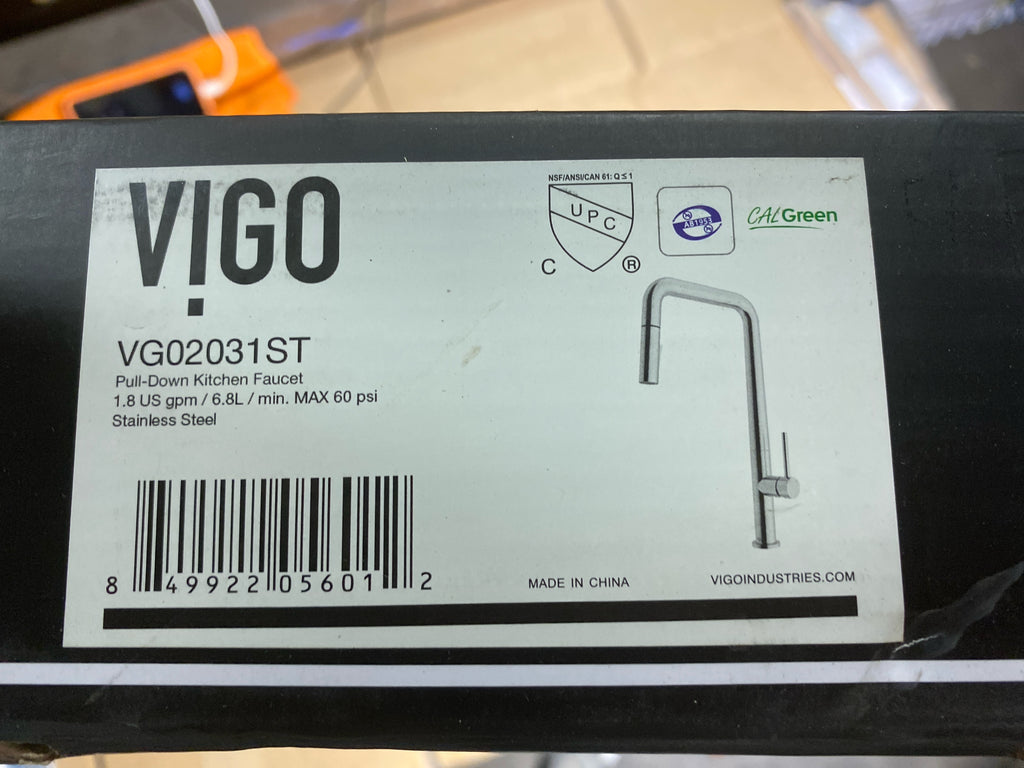 VIGO
NSF/ANSI/CAN 61: Q ≤ 1
UPC
C ®
AB1953
CALGreen
VG02031ST
Pull-Down Kitchen Faucet
1.8 US gpm / 6.8L / min. MAX 60 psi
Stainless Steel
8 49922 05601 2
MADE IN CHINA
VIGOINDUSTRIES.COM